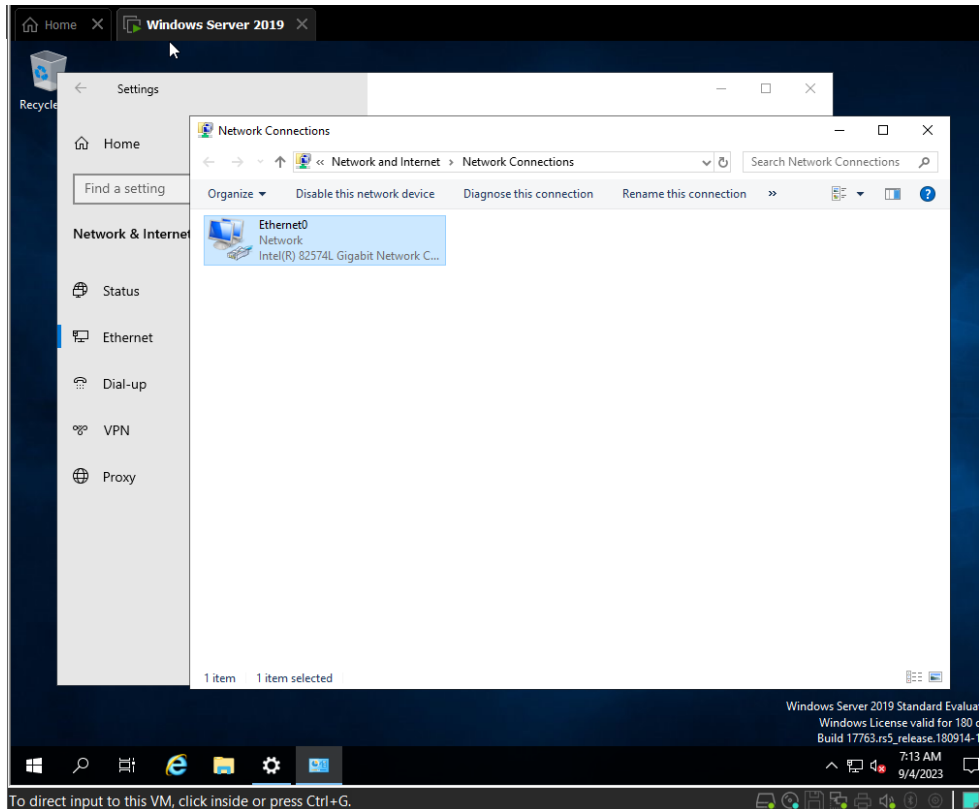 Home
Windows Server 2019
Recycle
Settings
Home
Find a setting
Network & Internet
Status
Ethernet
Dial-up
VPN
Proxy
Network Connections
« Network and Internet › Network Connections
Search Network Connections
Organize
Disable this network device
Diagnose this connection
Rename this connection
»
Ethernet0
Network
Intel(R) 82574L Gigabit Network C...
1 item
1 item selected
Windows Server 2019 Standard Evalua
Windows License valid for 180 d
Build 17763.rs5_release.180914-1
7:13 AM
9/4/2023
To direct input to this VM, click inside or press Ctrl+G.